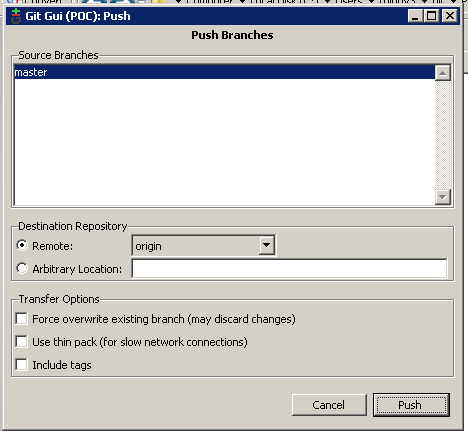 Git Gui (POC): Push
Push Branches
Source Branches
master
Destination Repository
Remote:
origin
Arbitrary Location:
Transfer Options
Force overwrite existing branch (may discard changes)
Use thin pack (for slow network connections)
Include tags
Cancel
Push